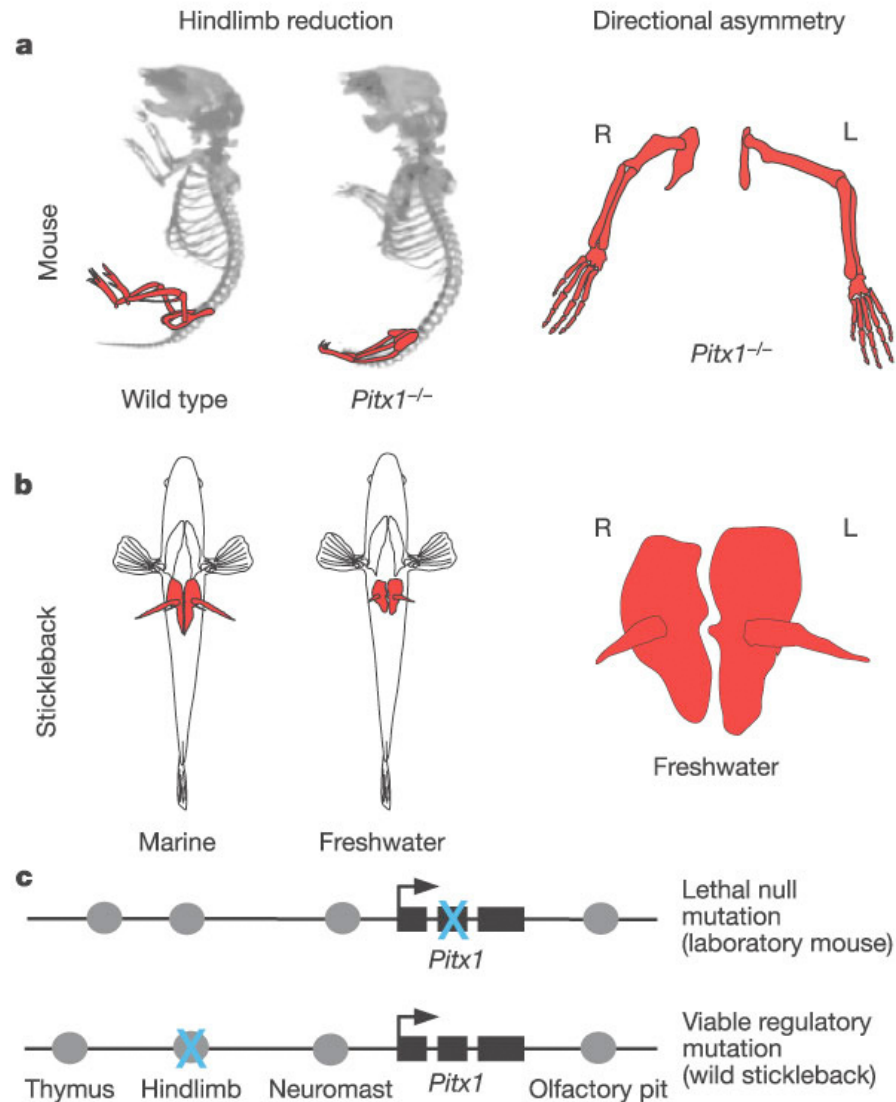 Hindlimb reduction
Directional asymmetry
a
Mouse
R
L
Wild type
Pitx1–/–
Pitx1–/–
b
Stickleback
R
L
Marine
Freshwater
Freshwater
c
Pitx1
Lethal null
mutation
(laboratory mouse)
Thymus
Hindlimb
Neuromast
Pitx1
Olfactory pit
Viable regulatory
mutation
(wild stickleback)